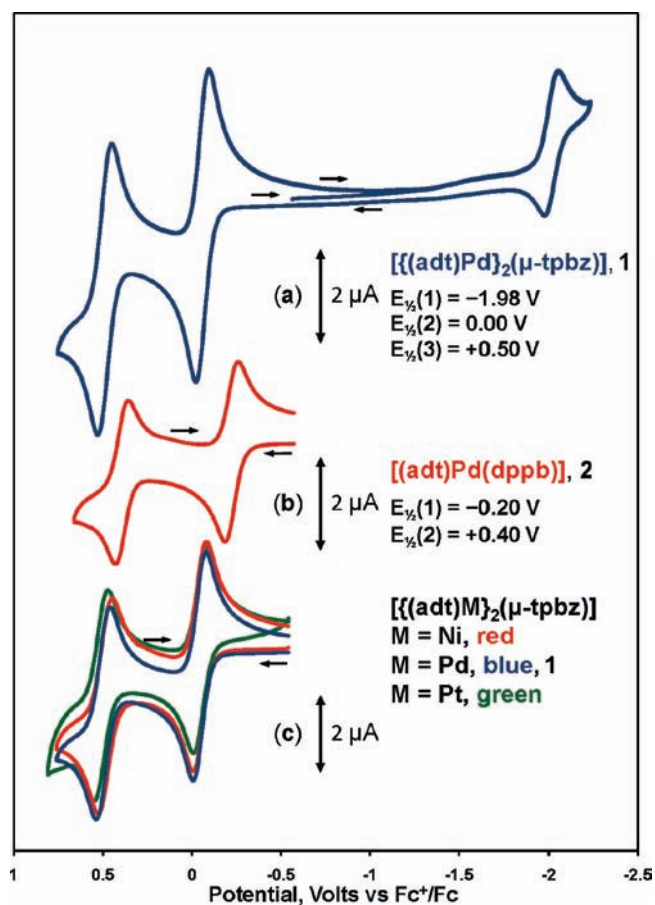 [{(adt)Pd}₂(μ-tpbz)], 1
(a)
2 μA
E½(1) = –1.98 V
E½(2) = 0.00 V
E½(3) = +0.50 V
[(adt)Pd(dppb)], 2
(b)
2 μA
E½(1) = –0.20 V
E½(2) = +0.40 V
[{(adt)M}₂(μ-tpbz)]
M = Ni, red
M = Pd, blue, 1
M = Pt, green
(c)
2 μA
1 0.5 0 -0.5 -1 -1.5 -2 -2.5
Potential, Volts vs Fc⁺/Fc